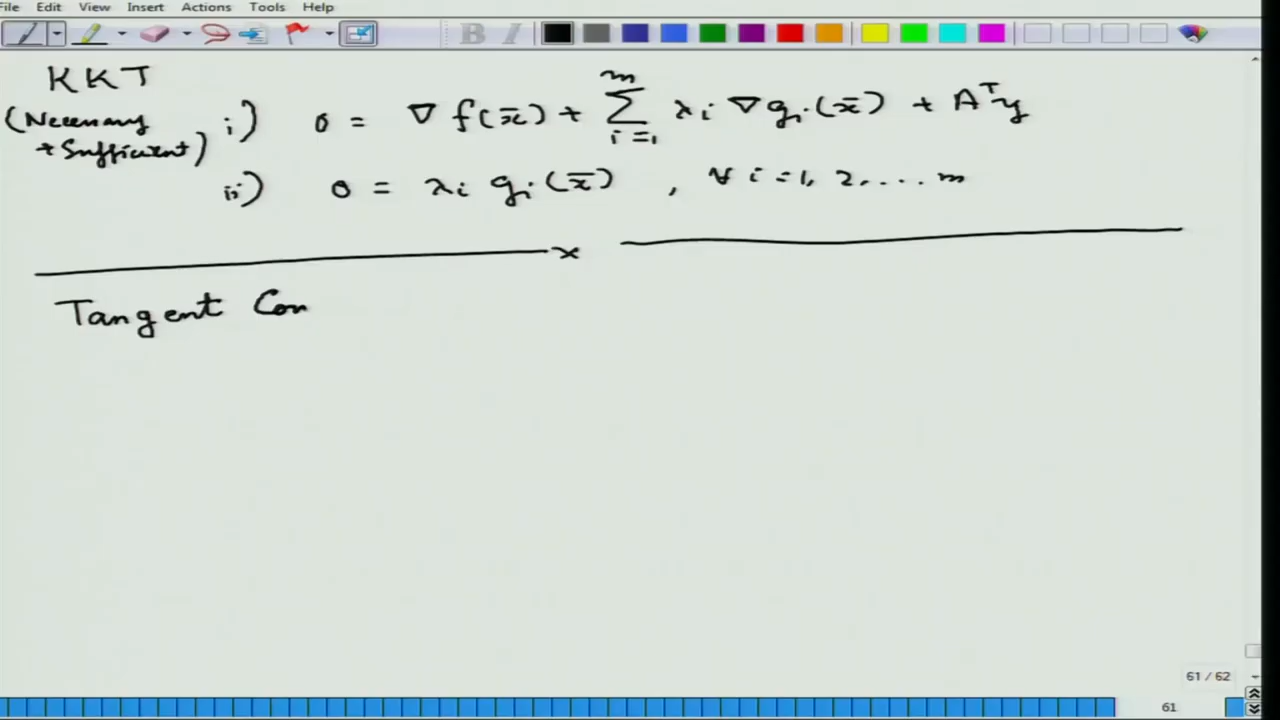 File Edit View Insert Actions Tools Help
B I
KKT
(Necessary + Sufficient)
i) 0 = ∇f(x̄) + Σ_{i=1}^{m} λi ∇gi(x̄) + Aᵀy
ii) 0 = λi gi(x̄) , ∀ i=1, 2, .... m
x
Tangent Con
61 / 62
61